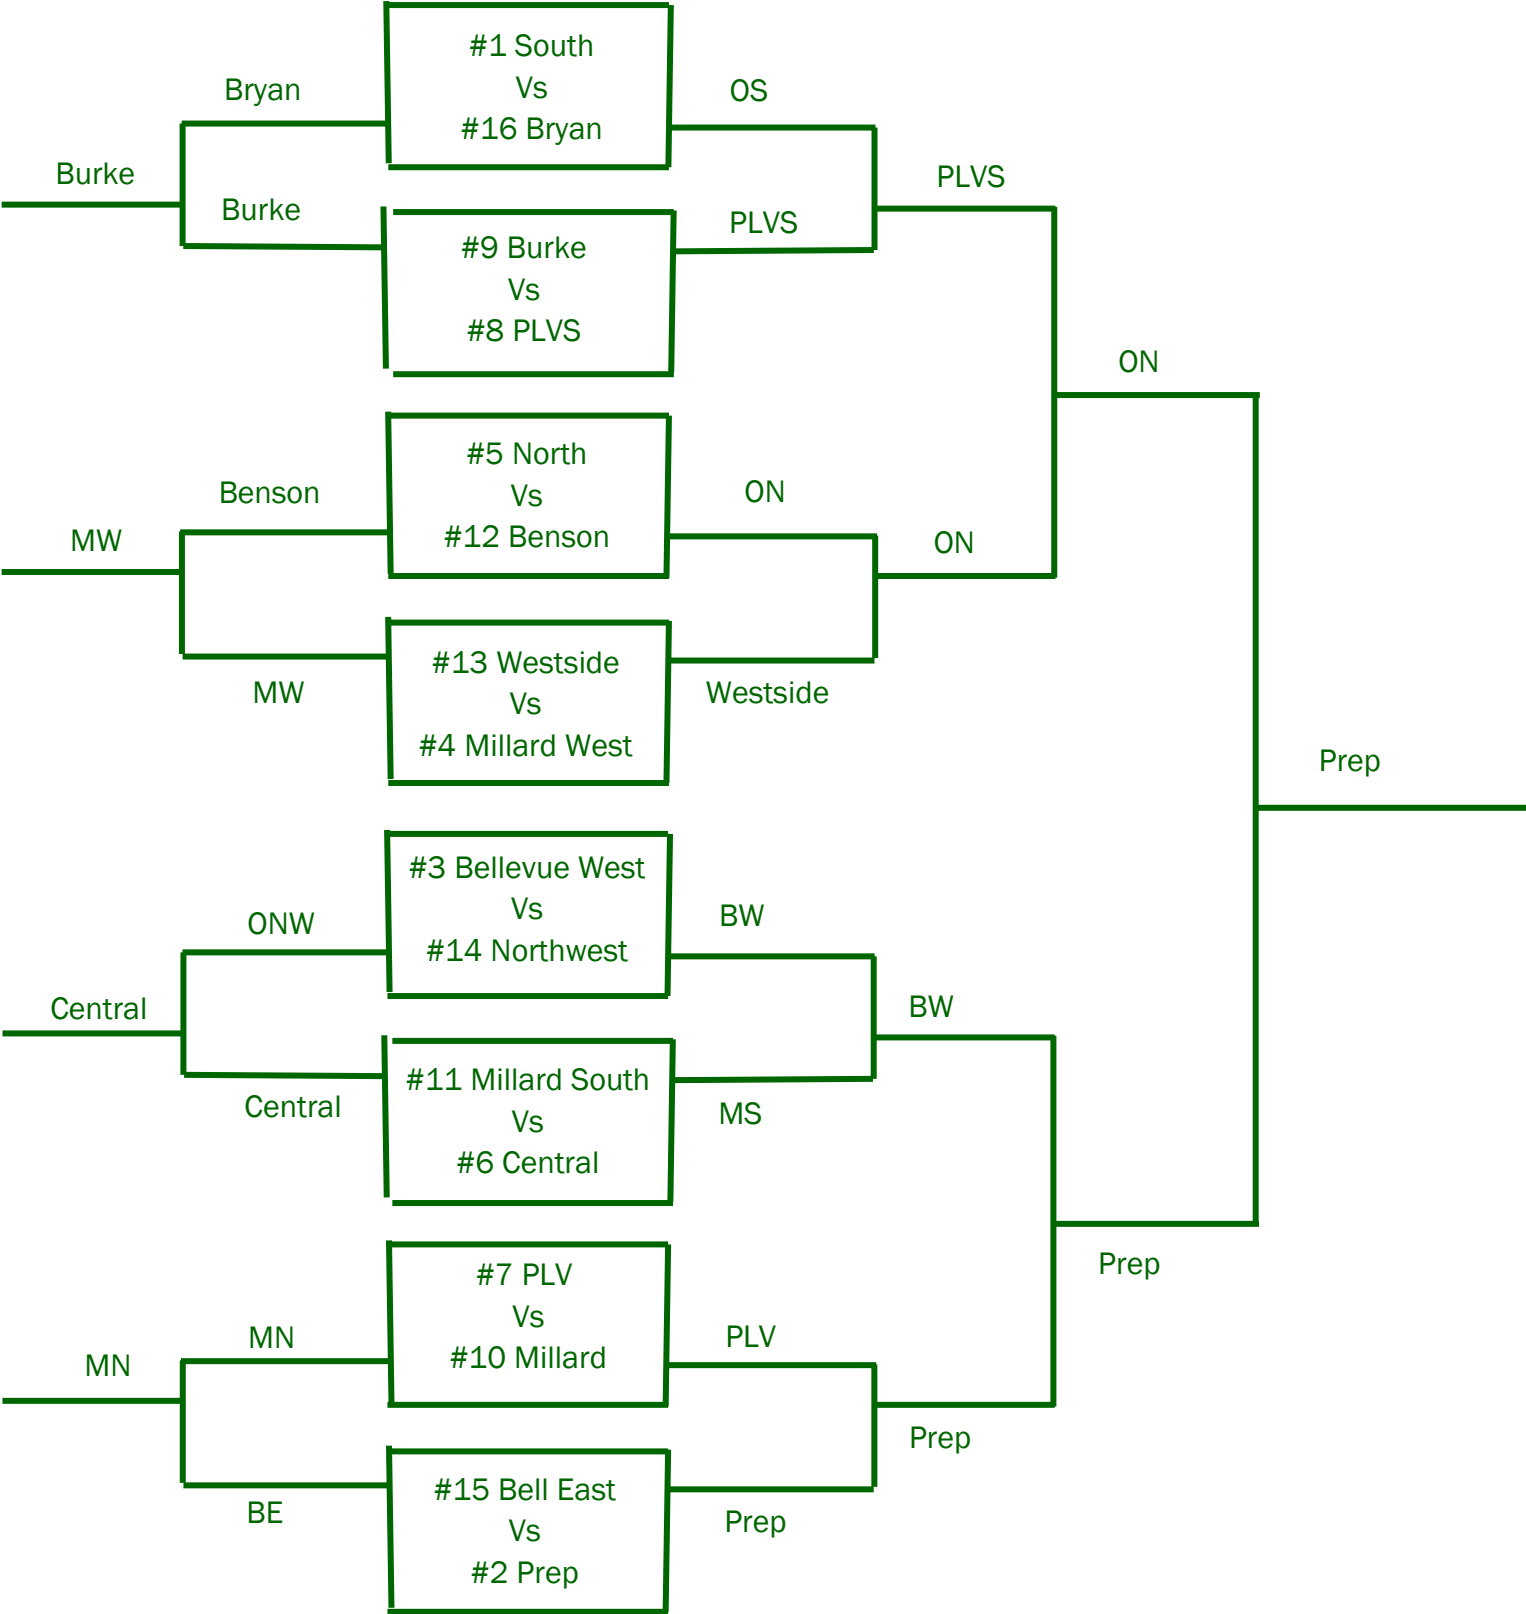 #1 South
Vs
#16 Bryan
Bryan
OS
Burke
PLVS
Burke
PLVS
#9 Burke
Vs
#8 PLVS
ON
#5 North
Vs
#12 Benson
Benson
ON
MW
ON
MW
#13 Westside
Vs
#4 Millard West
Westside
Prep
#3 Bellevue West
Vs
#14 Northwest
ONW
BW
Central
BW
Central
#11 Millard South
Vs
#6 Central
MS
Prep
#7 PLV
Vs
#10 Millard
MN
PLV
MN
Prep
BE
#15 Bell East
Vs
#2 Prep
Prep